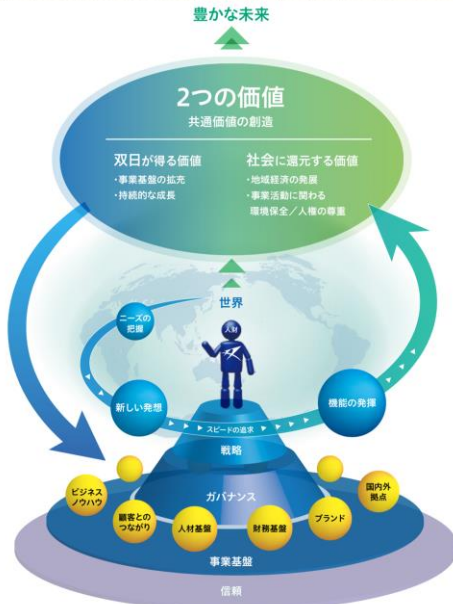 豊かな未来
2つの価値
共通価値の創造
双日が得る価値
・事業基盤の拡充
・持続的な成長
社会に還元する価値
・地域経済の発展
・事業活動に関わる
環境保全／人権の尊重
世界
ニーズの
把握
人財
新しい発想
スピードの追求
機能の発揮
戦略
ガバナンス
ビジネス
ノウハウ
顧客との
つながり
人材基盤
財務基盤
ブランド
国内外
拠点
事業基盤
信頼